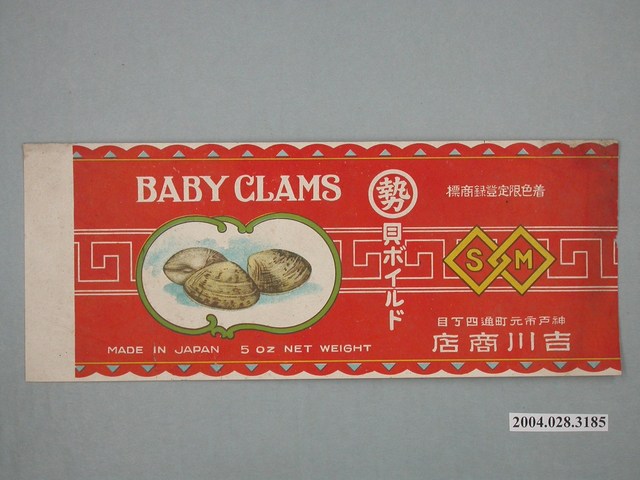 BABY CLAMS
MADE IN JAPAN 5 OZ NET WEIGHT
勢
貝ボイルド
着色限定登録商標
S M
神戸市元町通四丁目
吉川商店
2004.028.3185